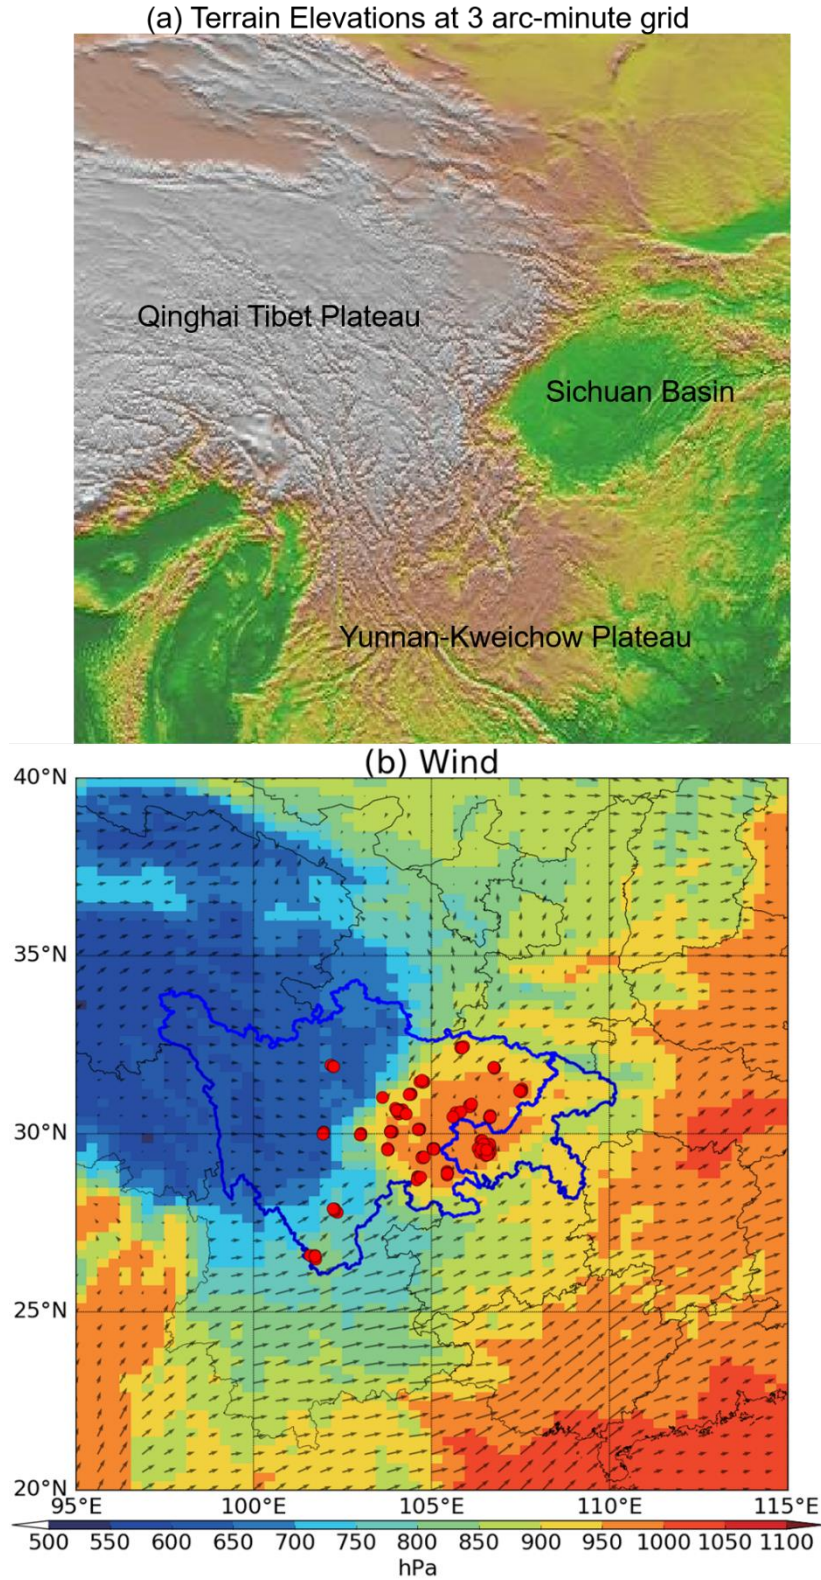 (a) Terrain Elevations at 3 arc-minute grid
Qinghai Tibet Plateau
Sichuan Basin
Yunnan-Kweichow Plateau
(b) Wind
40°N
35°N
30°N
25°N
20°N
95°E 100°E 105°E 110°E 115°E
500 550 600 650 700 750 800 850 900 950 1000 1050 1100
hPa